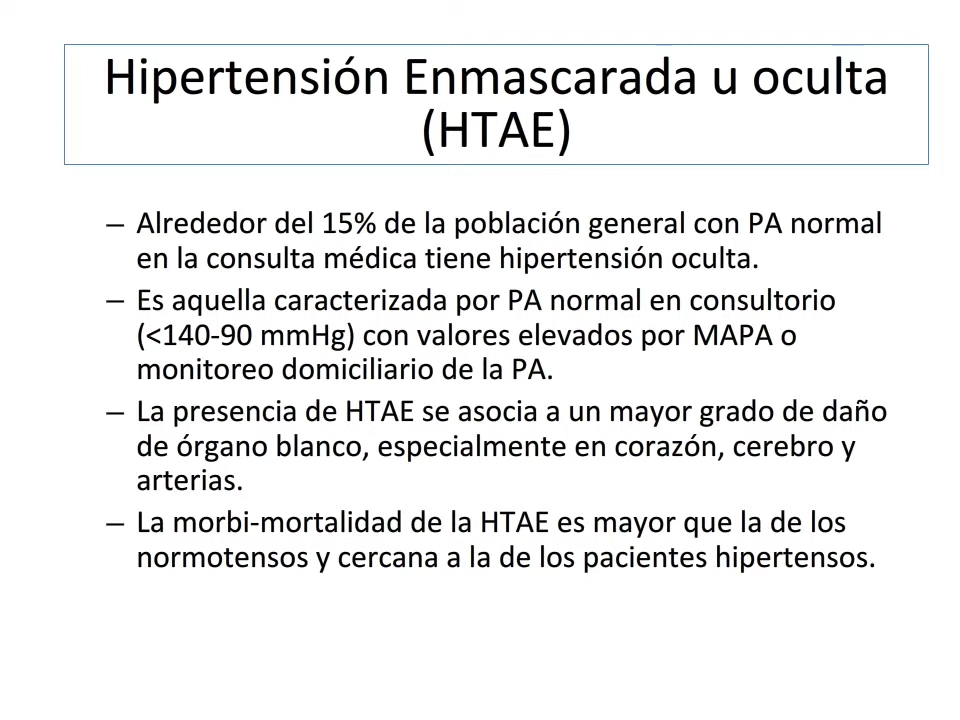 Hipertensión Enmascarada u oculta
(HTAE)
– Alrededor del 15% de la población general con PA normal
en la consulta médica tiene hipertensión oculta.
– Es aquella caracterizada por PA normal en consultorio
(<140-90 mmHg) con valores elevados por MAPA o
monitoreo domiciliario de la PA.
– La presencia de HTAE se asocia a un mayor grado de daño
de órgano blanco, especialmente en corazón, cerebro y
arterias.
– La morbi-mortalidad de la HTAE es mayor que la de los
normotensos y cercana a la de los pacientes hipertensos.